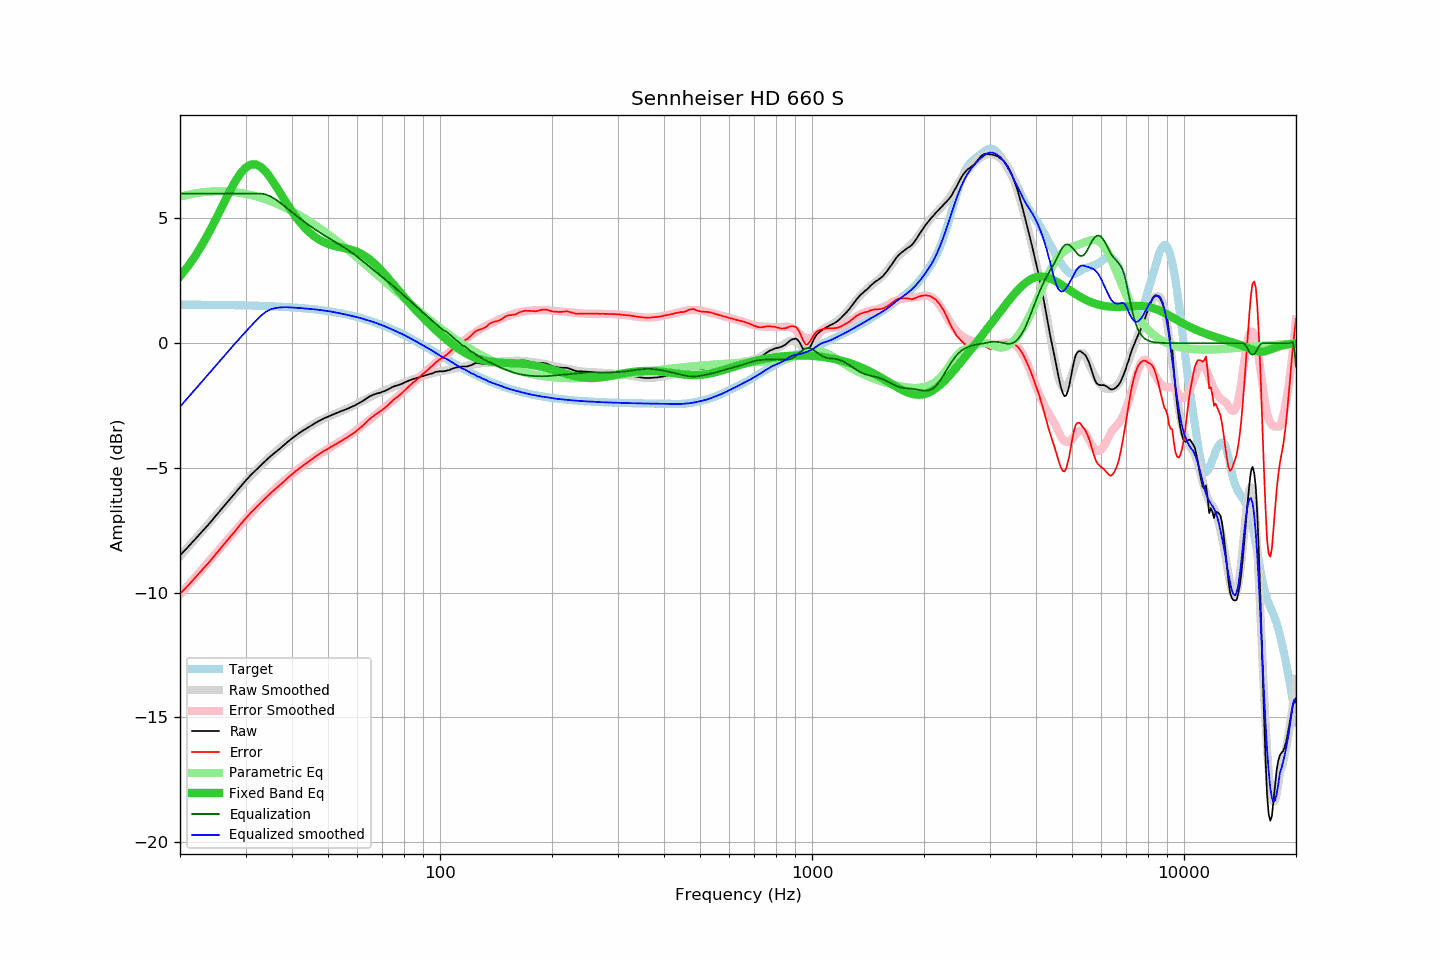 Sennheiser HD 660 S
Amplitude (dBr)
5
0
−5
−10
−15
−20
Target
Raw Smoothed
Error Smoothed
Raw
Error
Parametric Eq
Fixed Band Eq
Equalization
Equalized smoothed
100
1000
10000
Frequency (Hz)